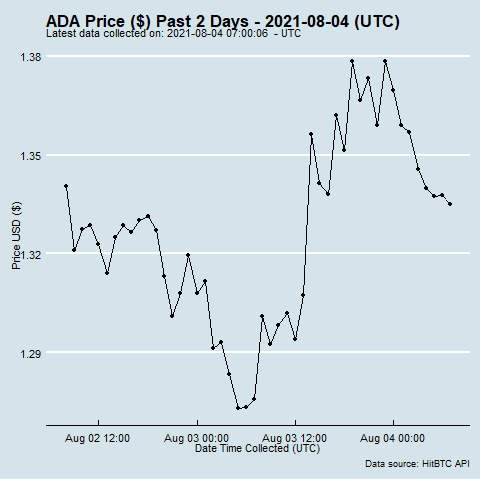 ADA Price ($) Past 2 Days - 2021-08-04 (UTC)
Latest data collected on: 2021-08-04 07:00:06 - UTC
1.38
1.35
1.32
1.29
Price USD ($)
Aug 02 12:00
Aug 03 00:00
Aug 03 12:00
Aug 04 00:00
Date Time Collected (UTC)
Data source: HitBTC API